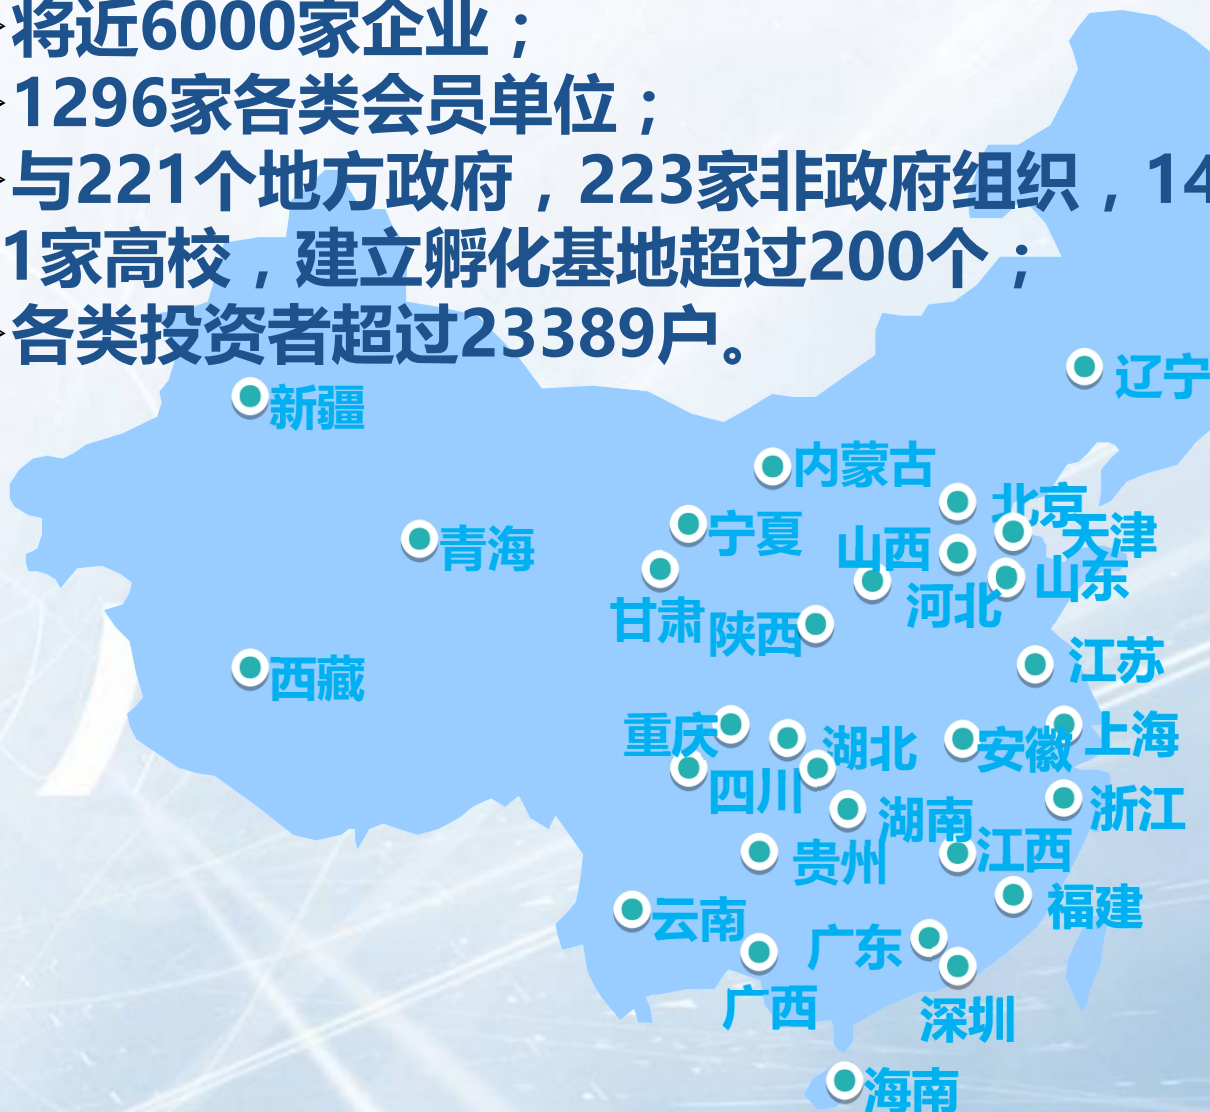 将近6000家企业；
1296家各类会员单位；
与221个地方政府，223家非政府组织，14
1家高校，建立孵化基地超过200个；
各类投资者超过23389户。
辽宁
新疆
内蒙古
北京
宁夏
天津
青海
山西
山东
河北
甘肃
陕西
江苏
西藏
重庆
湖北
安徽
上海
四川
浙江
湖南
江西
贵州
福建
云南
广东
广西
深圳
海南